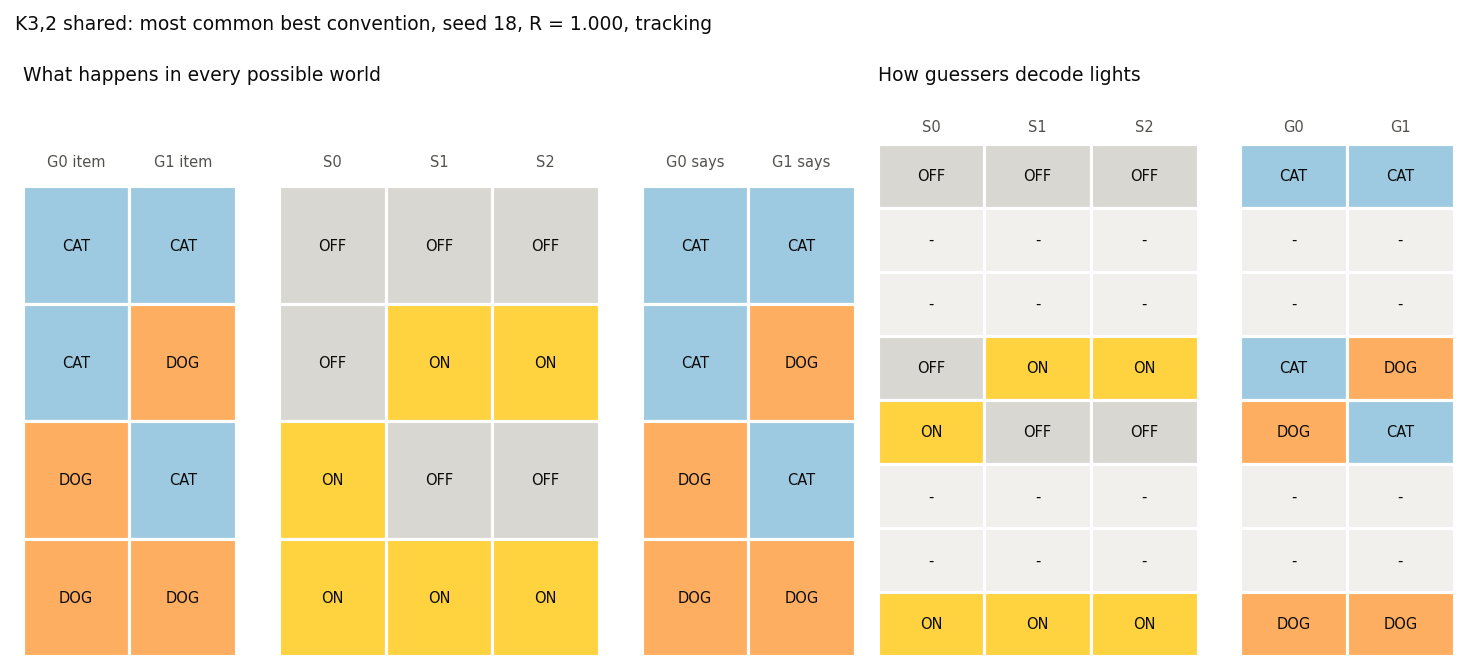 K3,2 shared: most common best convention, seed 18, R = 1.000, tracking
What happens in every possible world
G0 item G1 item S0 S1 S2 G0 says G1 says
CAT CAT OFF OFF OFF CAT CAT
CAT DOG OFF ON ON CAT DOG
DOG CAT ON OFF OFF DOG CAT
DOG DOG ON ON ON DOG DOG
How guessers decode lights
S0 S1 S2 G0 G1
OFF OFF OFF CAT CAT
- - - - -
- - - - -
OFF ON ON CAT DOG
ON OFF OFF DOG CAT
- - - - -
- - - - -
ON ON ON DOG DOG